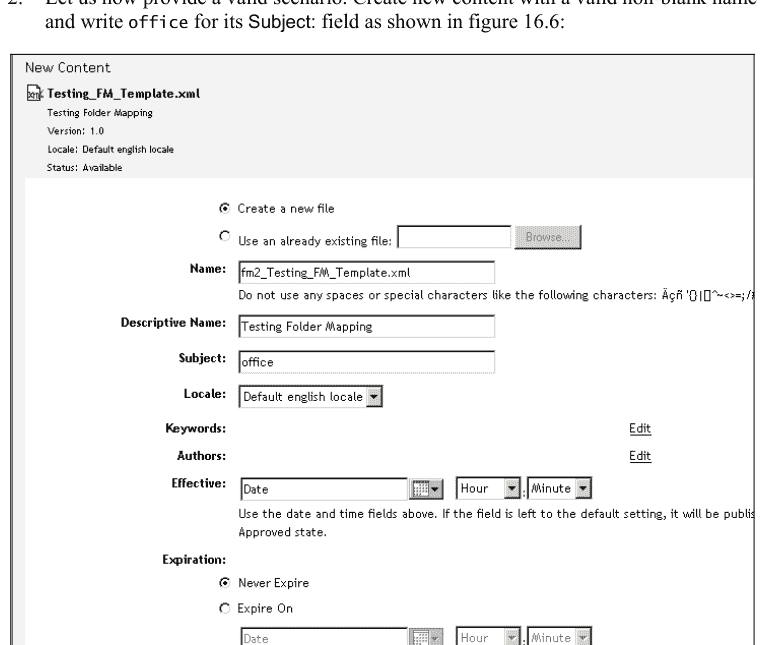 2. Let us now provide a valid scenario. Create new content with a valid non-blank name
and write office for its Subject: field as shown in figure 16.6:
New Content
Testing_FM_Template.xml
Testing Folder Mapping
Version: 1.0
Locale: Default english locale
Status: Available
Create a new file
Use an already existing file: Browse...
Name: fm2_Testing_FM_Template.xml
Do not use any spaces or special characters like the following characters: Äçñ '{}|[]^~<>=;/
Descriptive Name: Testing Folder Mapping
Subject: office
Locale: Default english locale
Keywords: Edit
Authors: Edit
Effective: Date Hour : Minute
Use the date and time fields above. If the field is left to the default setting, it will be publis
Approved state.
Expiration:
Never Expire
Expire On
Date Hour : Minute